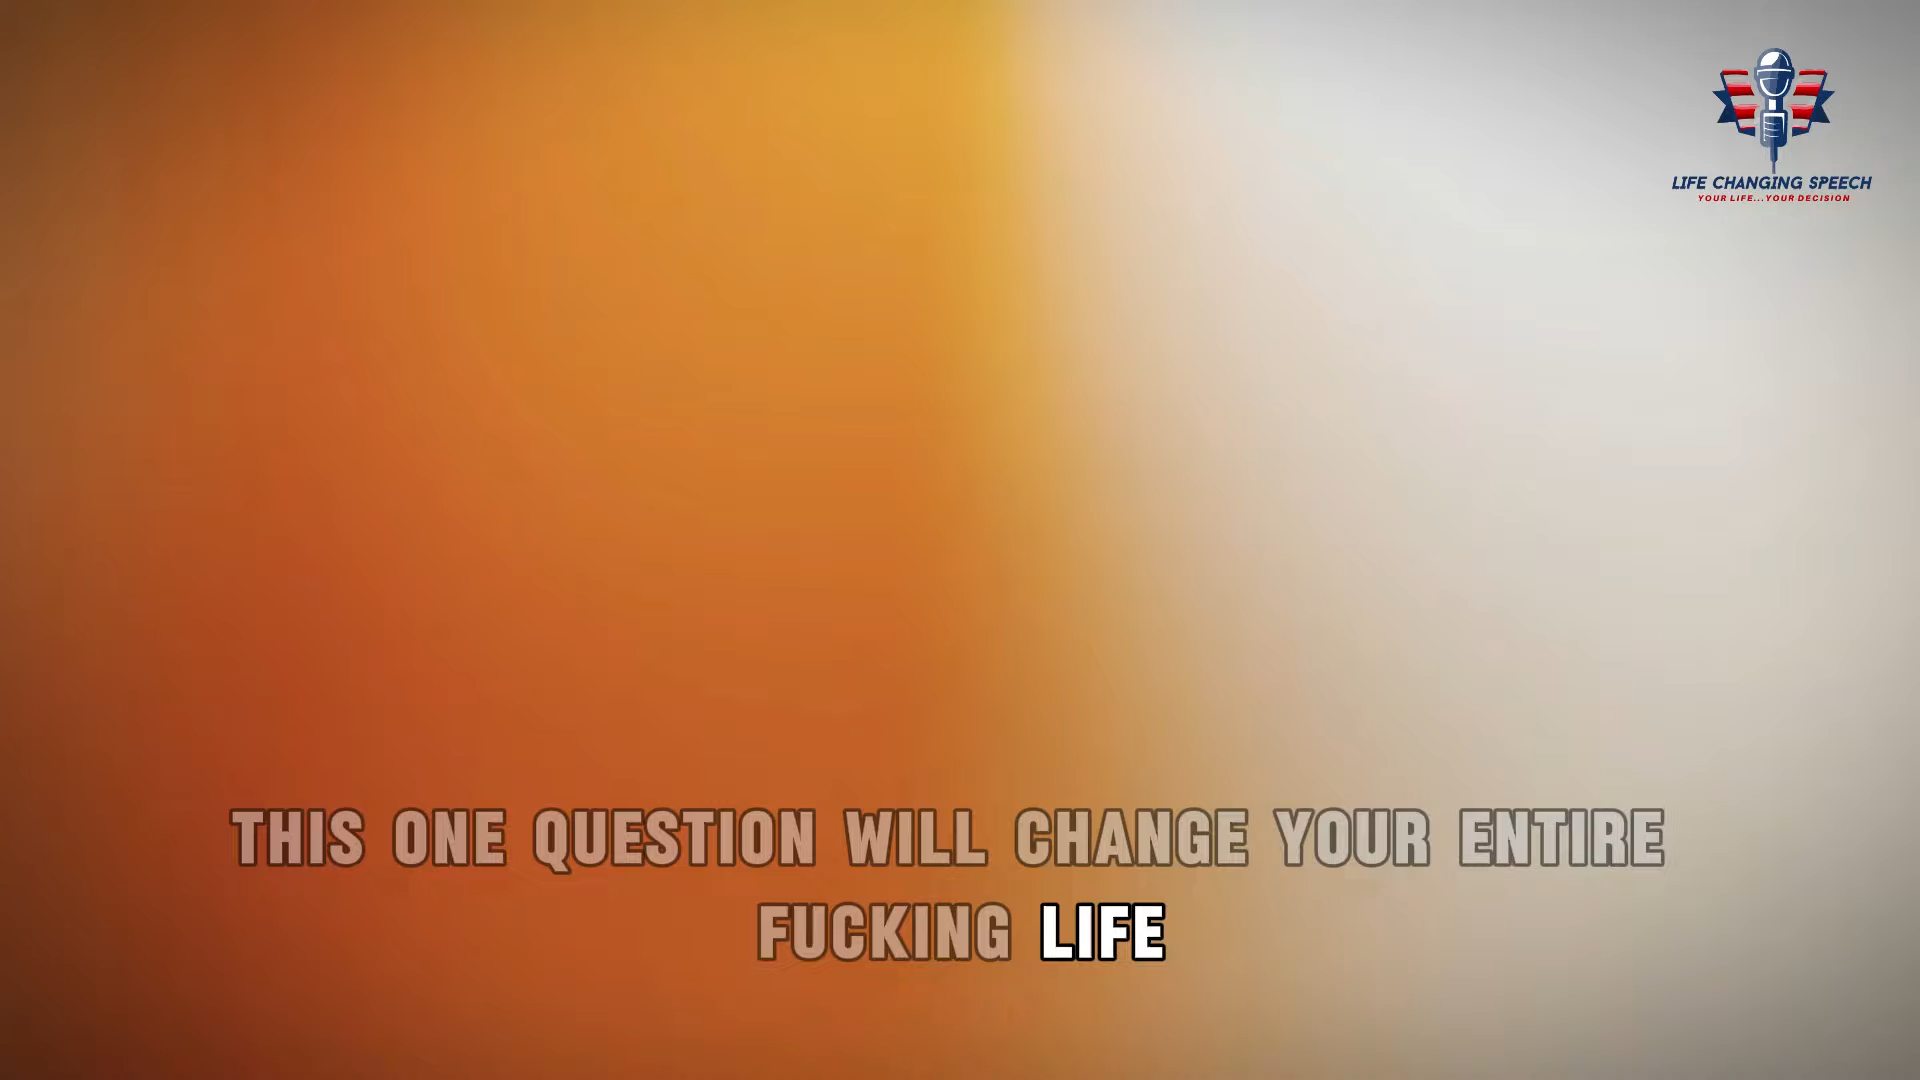 LIFE CHANGING SPEECH
YOUR LIFE...YOUR DECISION
THIS ONE QUESTION WILL CHANGE YOUR ENTIRE
FUCKING LIFE